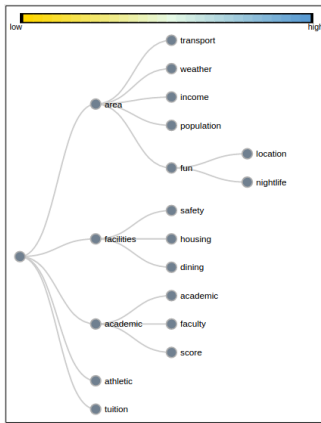 low high
transport
weather
area
income
population
fun
location
nightlife
safety
facilities
housing
dining
academic
academic
faculty
score
athletic
tuition